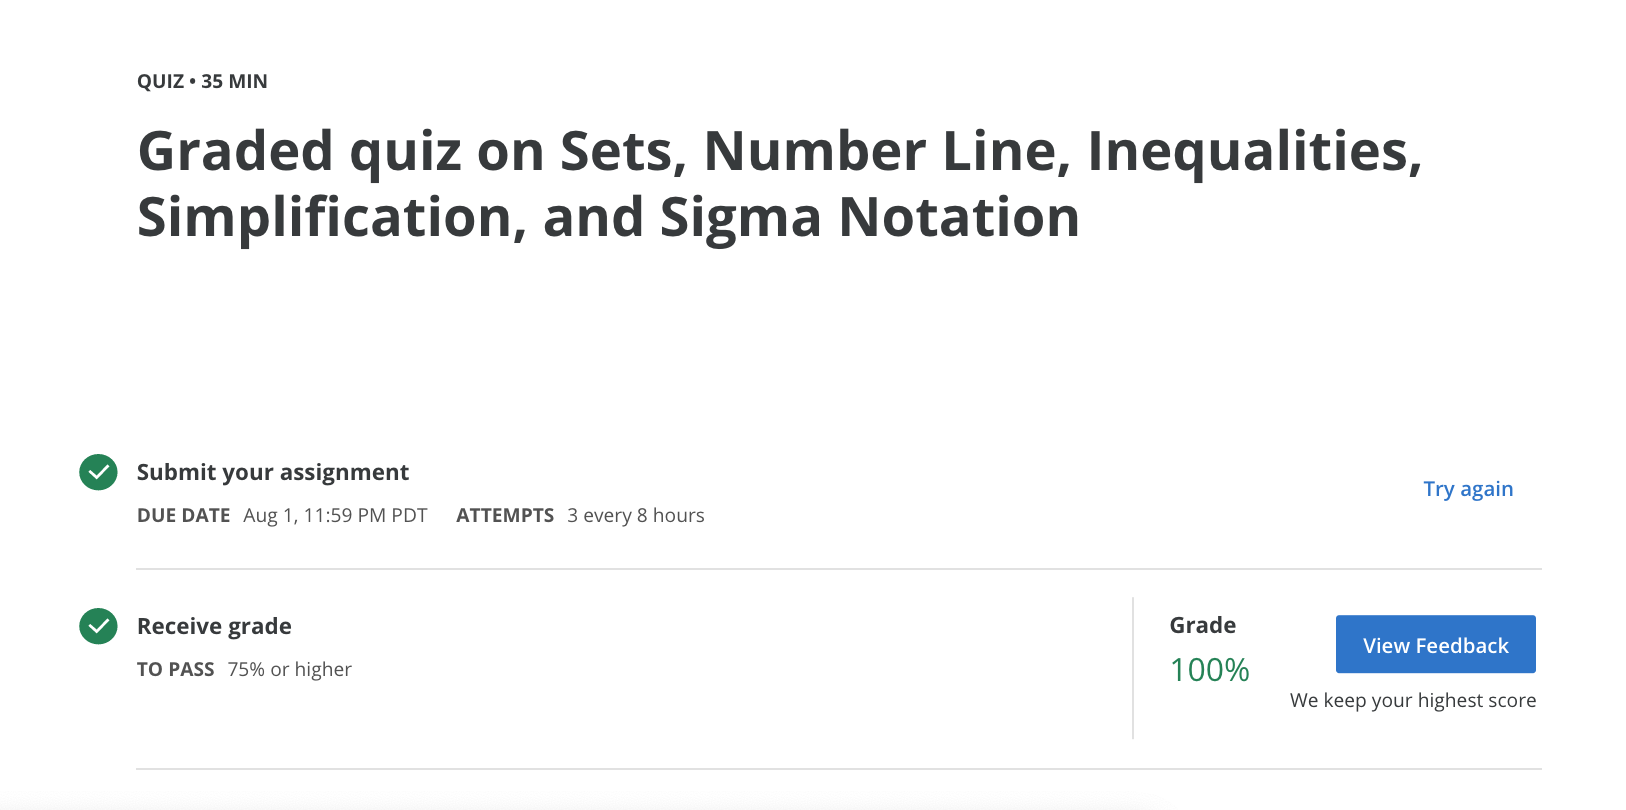 QUIZ • 35 MIN
Graded quiz on Sets, Number Line, Inequalities,
Simplification, and Sigma Notation
Submit your assignment
DUE DATE Aug 1, 11:59 PM PDT ATTEMPTS 3 every 8 hours
Try again
Receive grade
TO PASS 75% or higher
Grade
100%
View Feedback
We keep your highest score